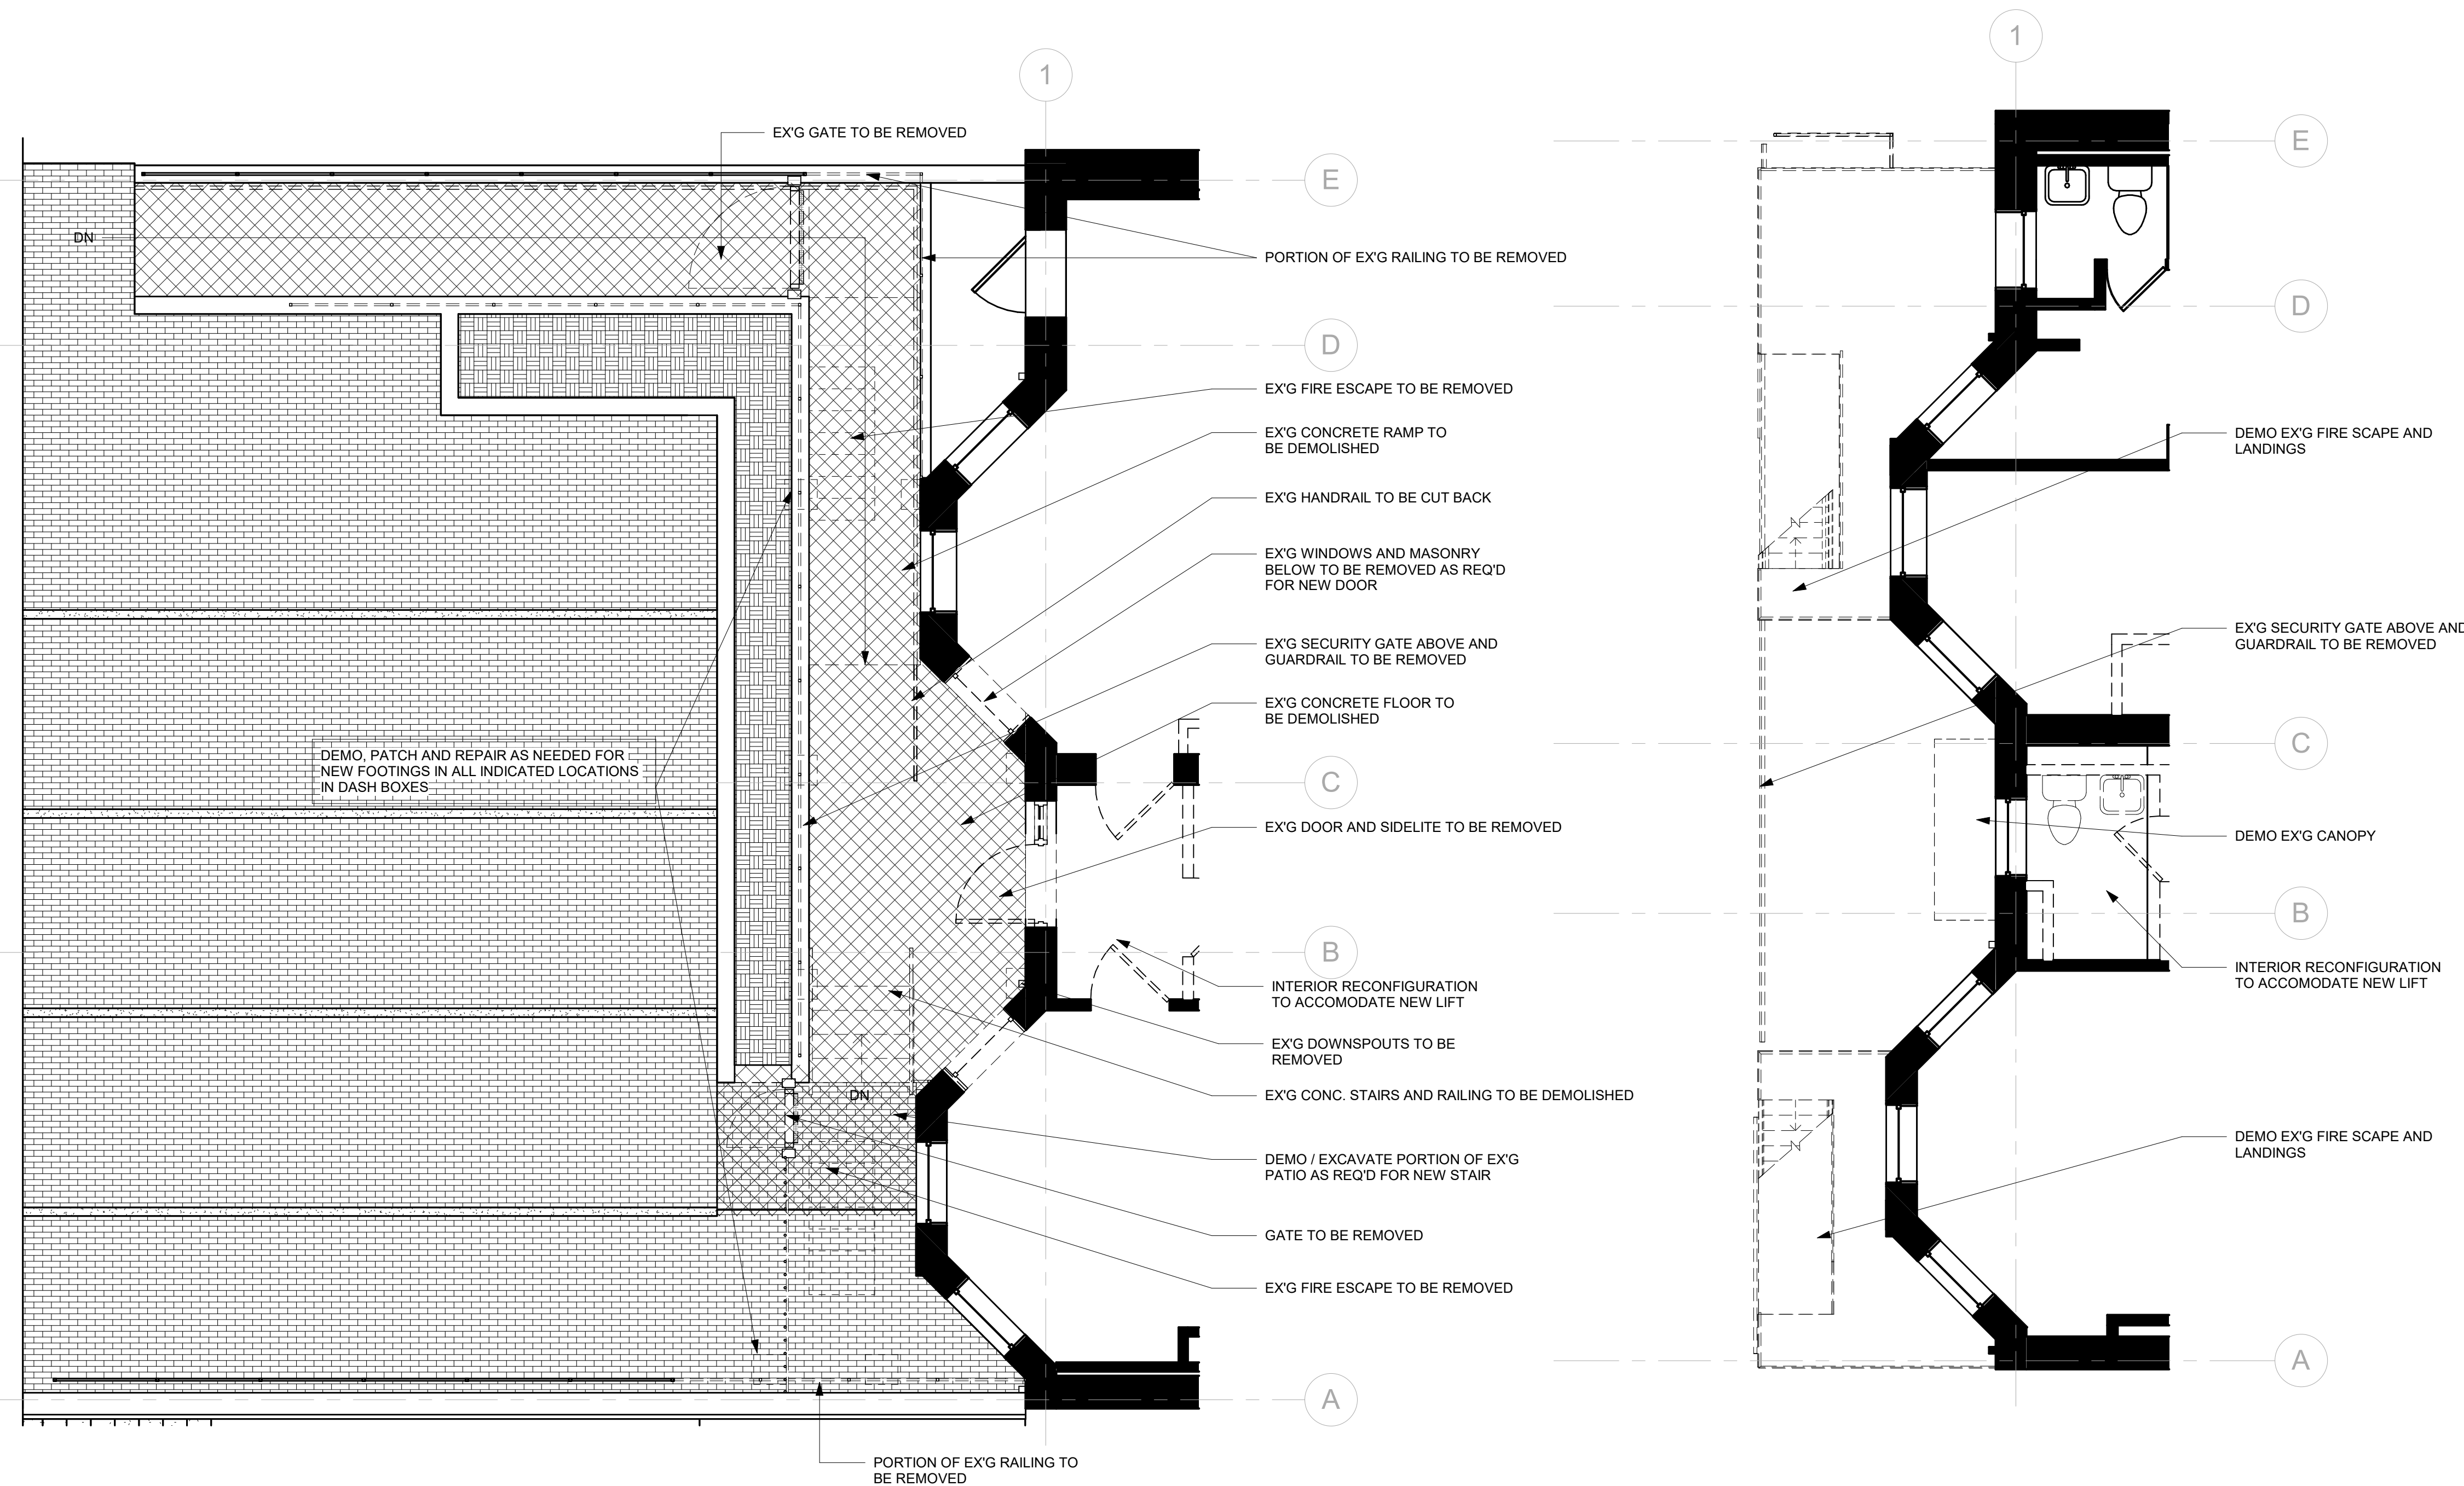 1
EX'G GATE TO BE REMOVED
E
DN
PORTION OF EX'G RAILING TO BE REMOVED
D
EX'G FIRE ESCAPE TO BE REMOVED
EX'G CONCRETE RAMP TO
BE DEMOLISHED
EX'G HANDRAIL TO BE CUT BACK
EX'G WINDOWS AND MASONRY
BELOW TO BE REMOVED AS REQ'D
FOR NEW DOOR
EX'G SECURITY GATE ABOVE AND
GUARDRAIL TO BE REMOVED
EX'G CONCRETE FLOOR TO
BE DEMOLISHED
DEMO, PATCH AND REPAIR AS NEEDED FOR
NEW FOOTINGS IN ALL INDICATED LOCATIONS
IN DASH BOXES
C
EX'G DOOR AND SIDELITE TO BE REMOVED
B
INTERIOR RECONFIGURATION
TO ACCOMODATE NEW LIFT
EX'G DOWNSPOUTS TO BE
REMOVED
EX'G CONC. STAIRS AND RAILING TO BE DEMOLISHED
DN
DEMO / EXCAVATE PORTION OF EX'G
PATIO AS REQ'D FOR NEW STAIR
GATE TO BE REMOVED
EX'G FIRE ESCAPE TO BE REMOVED
A
PORTION OF EX'G RAILING TO
BE REMOVED
1
E
D
DEMO EX'G FIRE SCAPE AND
LANDINGS
EX'G SECURITY GATE ABOVE AND
GUARDRAIL TO BE REMOVED
C
DEMO EX'G CANOPY
B
INTERIOR RECONFIGURATION
TO ACCOMODATE NEW LIFT
DEMO EX'G FIRE SCAPE AND
LANDINGS
A